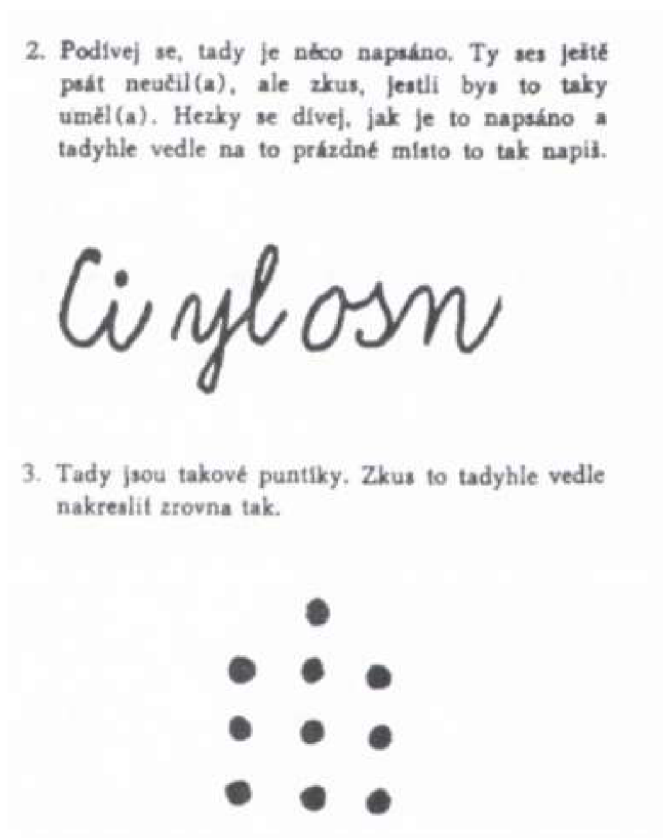 2. Podívej se, tady je něco napsáno. Ty ses ještě
psát neučil(a), ale zkus, jestli bys to taky
uměl(a). Hezky se dívej, jak je to napsáno a
tadyhle vedle na to prázdné místo to tak napiš.
Ci yl osn
3. Tady jsou takové puntíky. Zkus to tadyhle vedle
nakreslit zrovna tak.